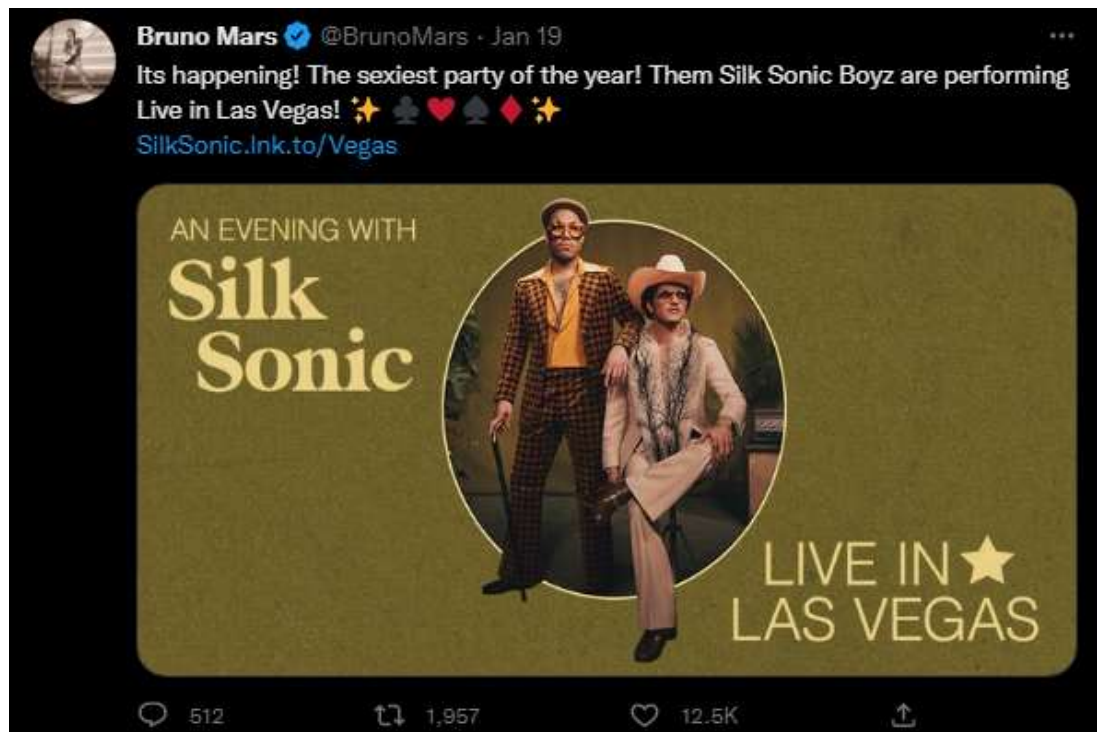 Bruno Mars @BrunoMars · Jan 19
Its happening! The sexiest party of the year! Them Silk Sonic Boyz are performing
Live in Las Vegas! ✨ ♣️ ♥️ ♠️ ♦️ ✨
SilkSonic.lnk.to/Vegas
AN EVENING WITH
Silk
Sonic
LIVE IN ★
LAS VEGAS
512 1,957 12.5K